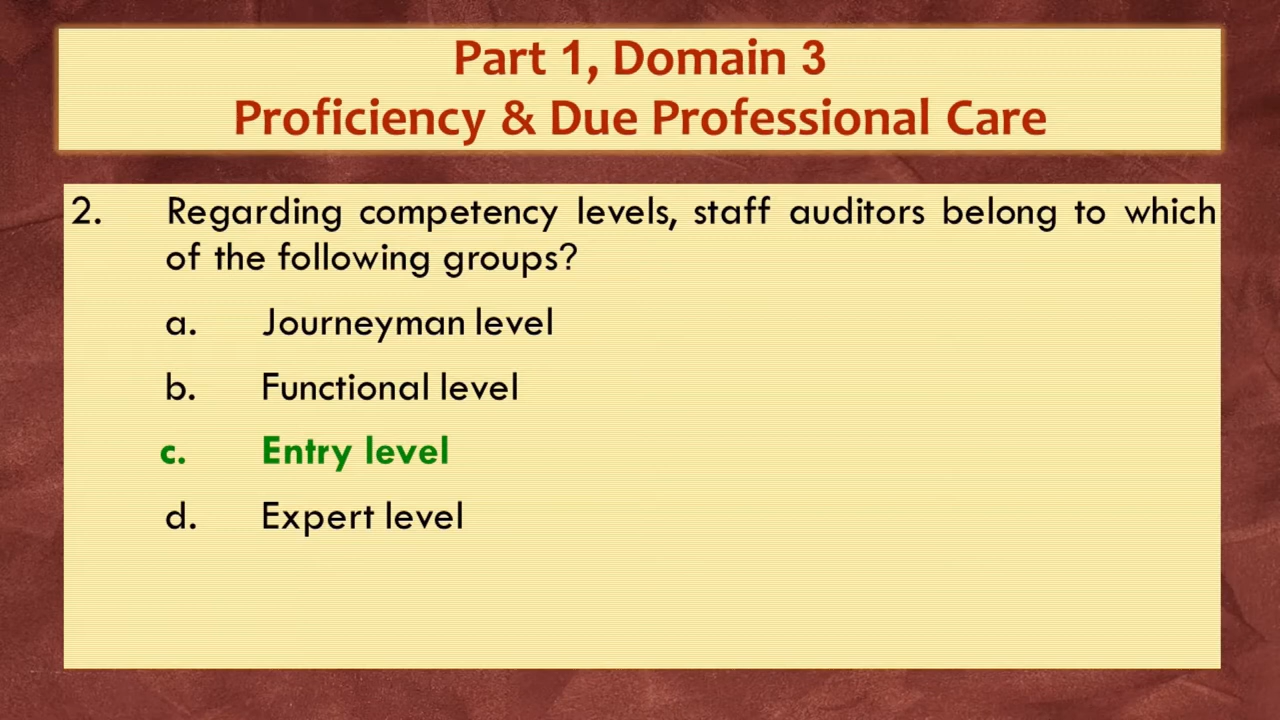 Part 1, Domain 3
Proficiency & Due Professional Care
2. Regarding competency levels, staff auditors belong to which
of the following groups?
a. Journeyman level
b. Functional level
c. Entry level
d. Expert level